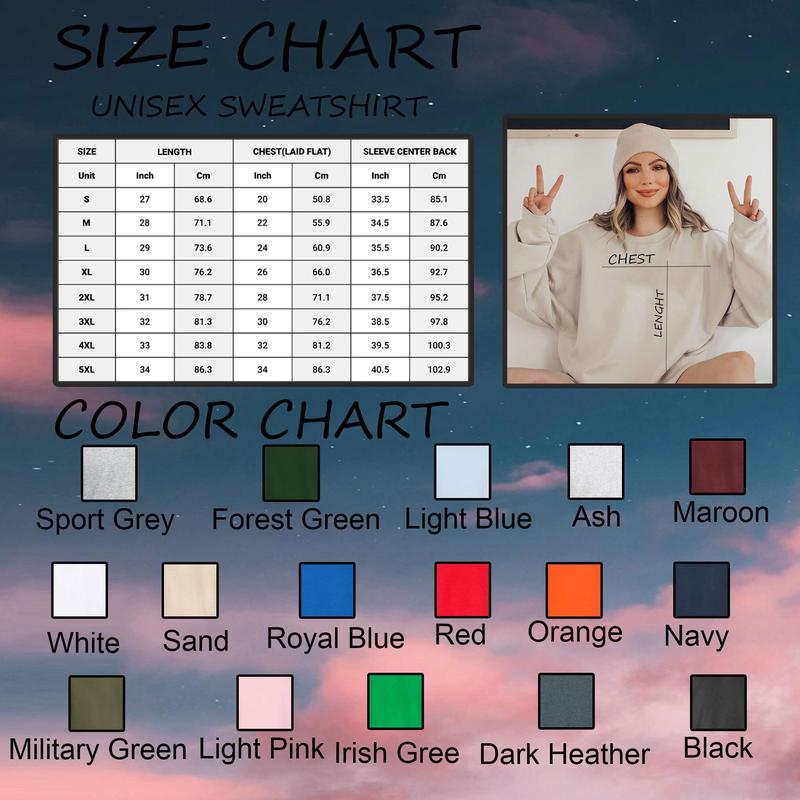 SIZE CHART
UNISEX SWEATSHIRT
SIZE LENGTH CHEST(LAID FLAT) SLEEVE CENTER BACK
Unit Inch Cm Inch Cm Inch Cm
S 27 68.6 20 50.8 33.5 85.1
M 28 71.1 22 55.9 34.5 87.6
L 29 73.6 24 60.9 35.5 90.2
XL 30 76.2 26 66.0 36.5 92.7
2XL 31 78.7 28 71.1 37.5 95.2
3XL 32 81.3 30 76.2 38.5 97.8
4XL 33 83.8 32 81.2 39.5 100.3
5XL 34 86.3 34 86.3 40.5 102.9
CHEST
LENGHT
COLOR CHART
Sport Grey Forest Green Light Blue Ash Maroon
White Sand Royal Blue Red Orange Navy
Military Green Light Pink Irish Gree Dark Heather Black